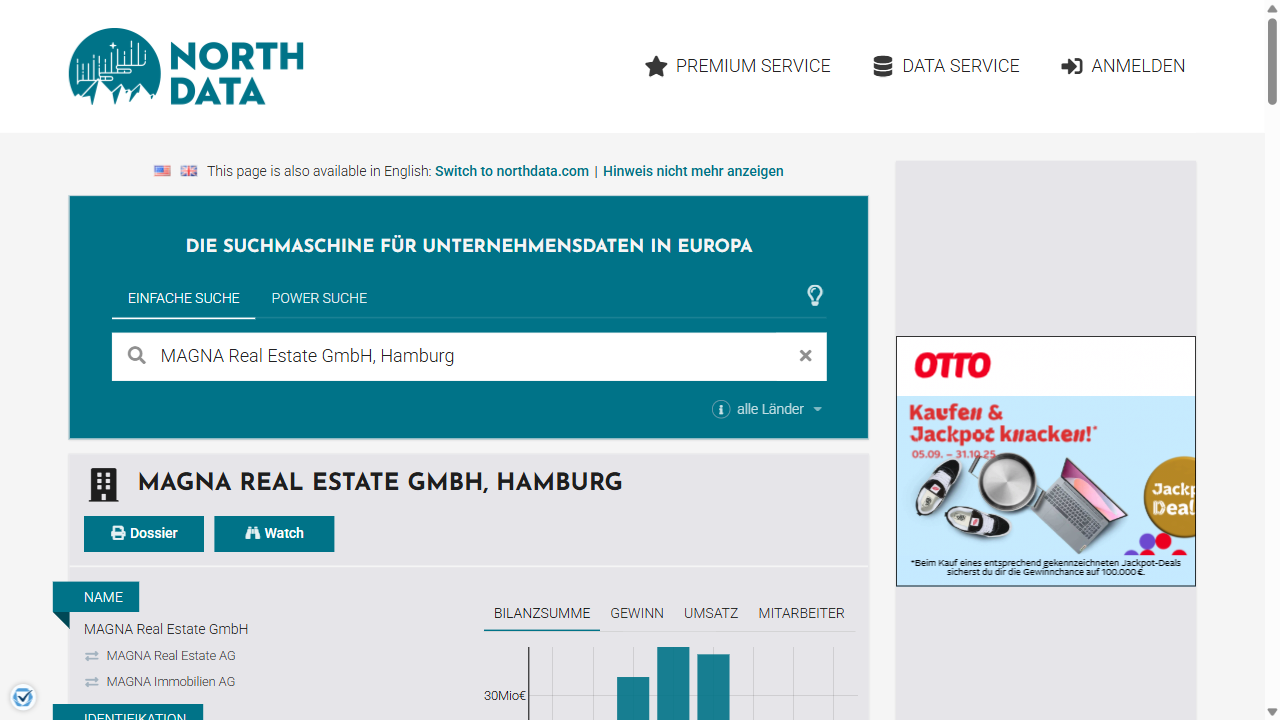 NORTH
DATA
PREMIUM SERVICE
DATA SERVICE
ANMELDEN
This page is also available in English: Switch to northdata.com | Hinweis nicht mehr anzeigen
DIE SUCHMASCHINE FÜR UNTERNEHMENSDATEN IN EUROPA
EINFACHE SUCHE
POWER SUCHE
MAGNA Real Estate GmbH, Hamburg
alle Länder
MAGNA REAL ESTATE GMBH, HAMBURG
Dossier
Watch
NAME
MAGNA Real Estate GmbH
MAGNA Real Estate AG
MAGNA Immobilien AG
IDENTIFIKATION
BILANZSUMME
GEWINN
UMSATZ
MITARBEITER
30Mio€
OTTO
Kaufen &
Jackpot knacken!*
05.09. – 31.10.25
Jackp
Deal
*Beim Kauf eines entsprechend gekennzeichneten Jackpot-Deals
sicherst du dir die Gewinnchance auf 100.000 €.